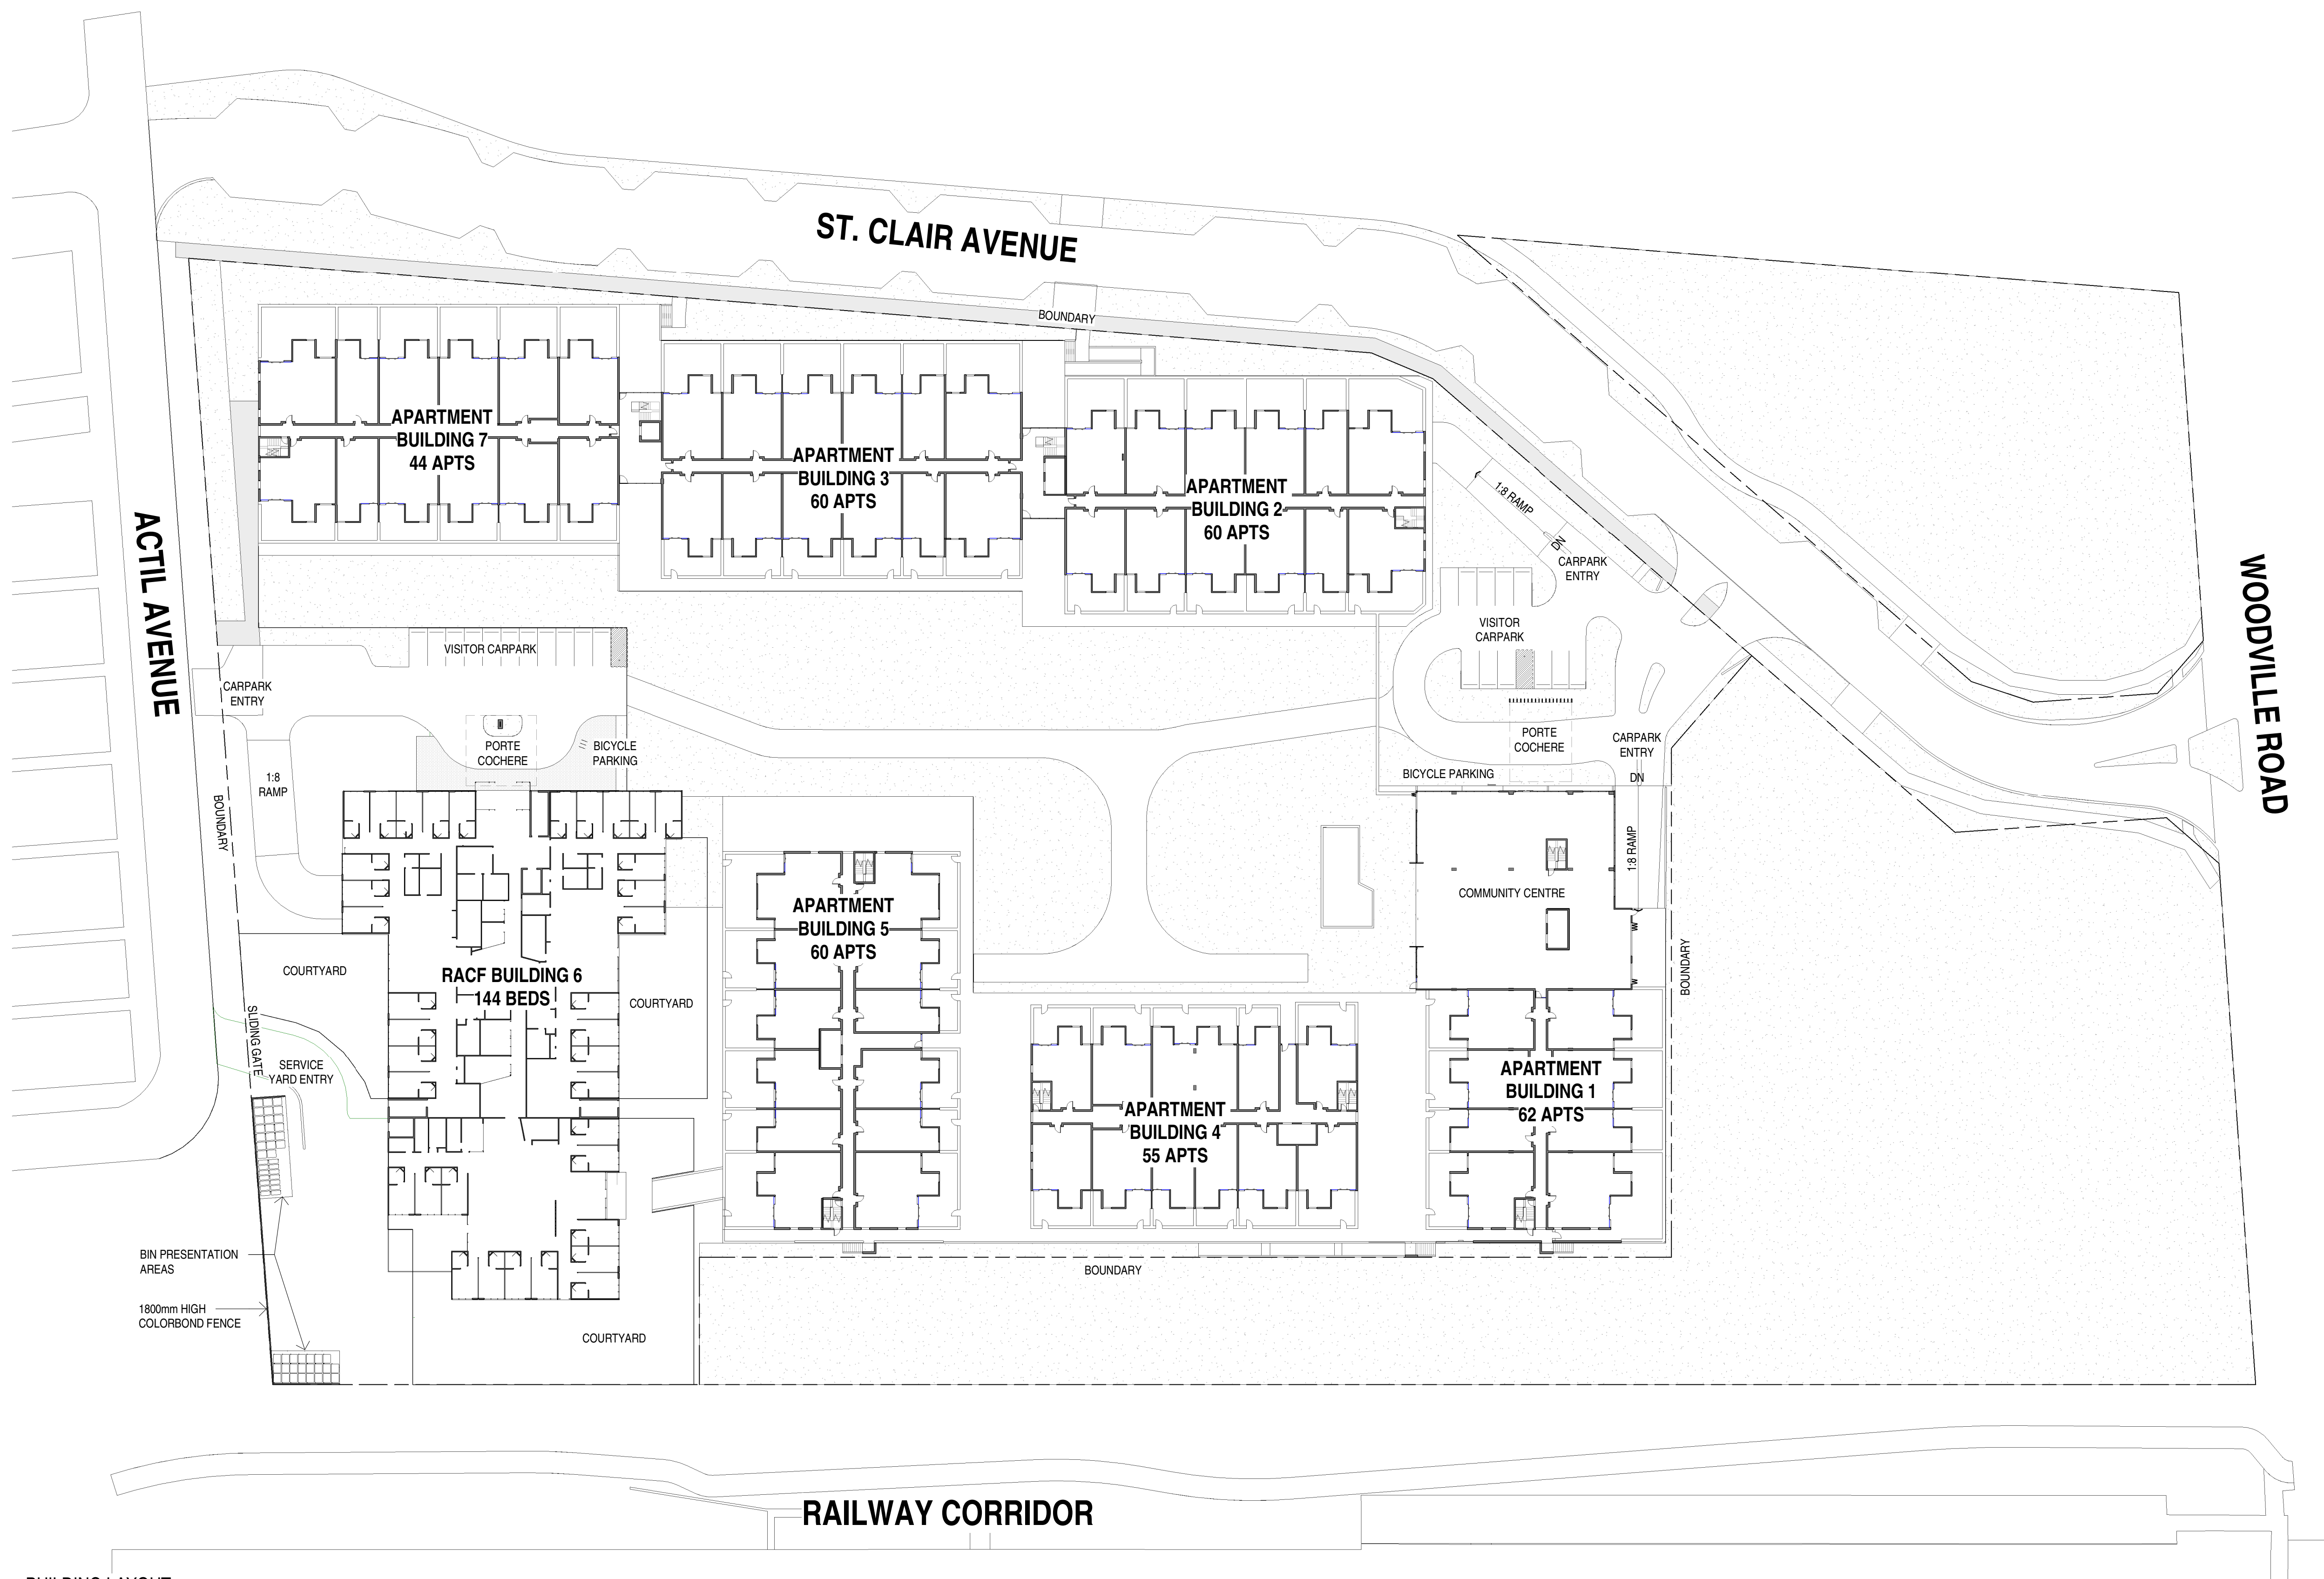 ST. CLAIR AVENUE
BOUNDARY
APARTMENT
BUILDING 7
44 APTS
APARTMENT
BUILDING 3
60 APTS
APARTMENT
BUILDING 2
60 APTS
1:8 RAMP
DN
CARPARK
ENTRY
ACTIL AVENUE
WOODVILLE ROAD
VISITOR CARPARK
VISITOR
CARPARK
CARPARK
ENTRY
PORTE
COCHERE
BICYCLE
PARKING
PORTE
COCHERE
CARPARK
ENTRY
BICYCLE PARKING
DN
1:8
RAMP
BOUNDARY
1:8 RAMP
COMMUNITY CENTRE
APARTMENT
BUILDING 5
60 APTS
COURTYARD
RACF BUILDING 6
144 BEDS
COURTYARD
BOUNDARY
SLIDING GATE
SERVICE
YARD ENTRY
APARTMENT
BUILDING 4
55 APTS
APARTMENT
BUILDING 1
62 APTS
BIN PRESENTATION
AREAS
BOUNDARY
1800mm HIGH
COLORBOND FENCE
COURTYARD
RAILWAY CORRIDOR
BUILDING LAYOUT